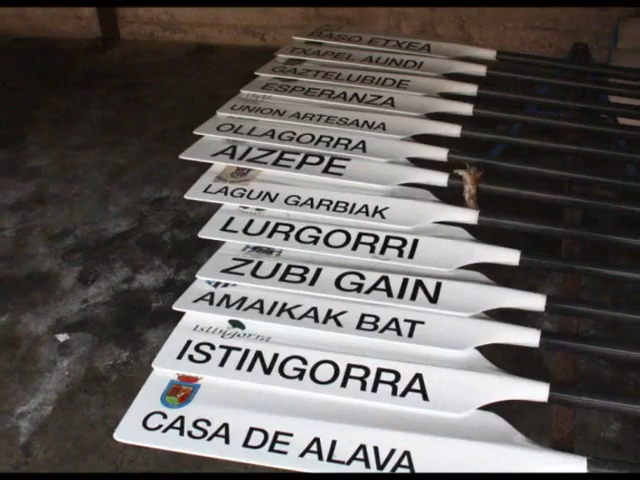 BASO ETXEA
TXAPEL AUNDI
GAZTELUBIDE
ESPERANZA
UNION ARTESANA
OLLAGORRA
AIZEPE
LAGUN GARBIAK
LURGORRI
ZUBI GAIN
AMAIKAK BAT
Istingorra
ISTINGORRA
CASA DE ALAVA